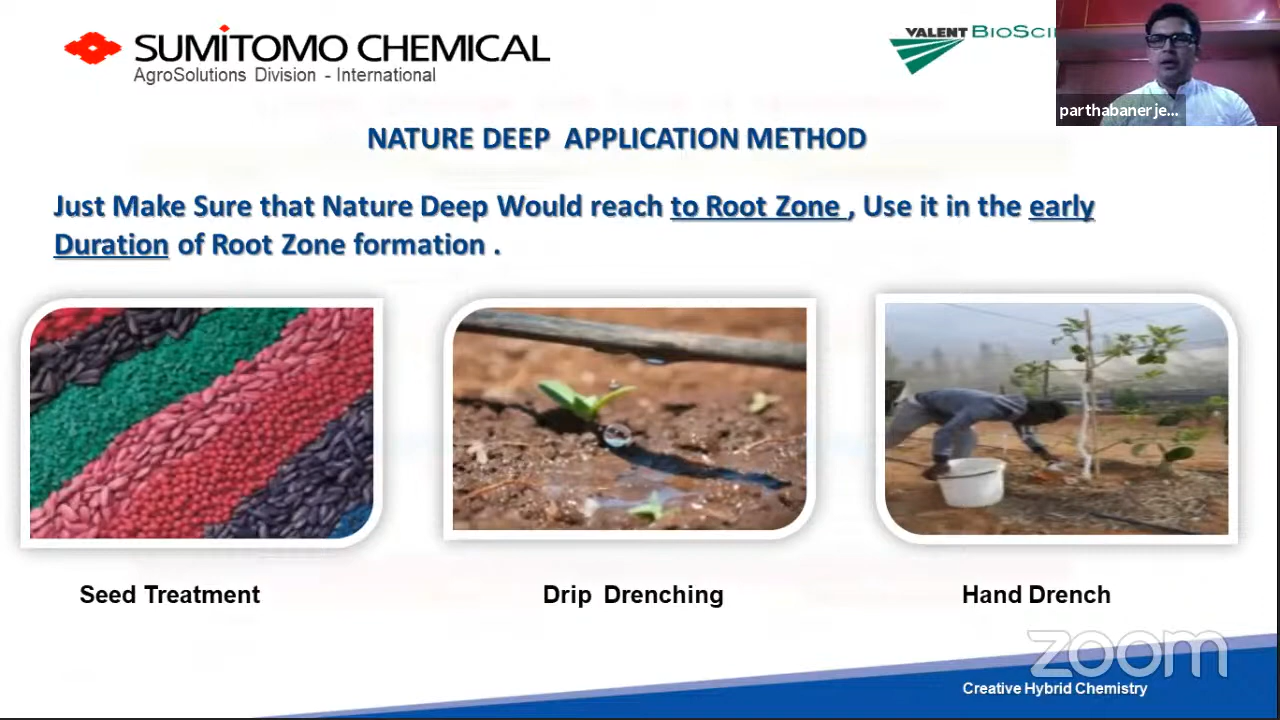 SUMITOMO CHEMICAL
AgroSolutions Division - International
VALENT BIOSCI
parthabanerje...
NATURE DEEP APPLICATION METHOD
Just Make Sure that Nature Deep Would reach to Root Zone , Use it in the early
Duration of Root Zone formation .
Seed Treatment
Drip Drenching
Hand Drench
zoom
Creative Hybrid Chemistry